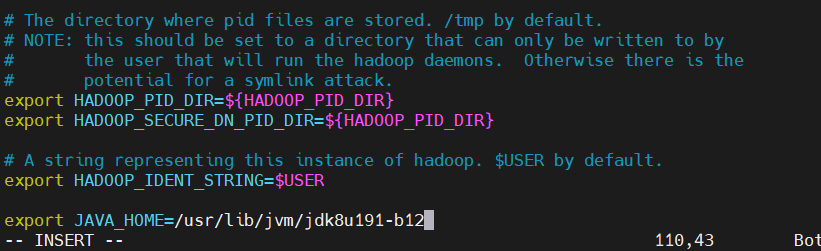 # The directory where pid files are stored. /tmp by default.
# NOTE: this should be set to a directory that can only be written to by
#       the user that will run the hadoop daemons.  Otherwise there is the
#       potential for a symlink attack.
export HADOOP_PID_DIR=${HADOOP_PID_DIR}
export HADOOP_SECURE_DN_PID_DIR=${HADOOP_PID_DIR}
# A string representing this instance of hadoop. $USER by default.
export HADOOP_IDENT_STRING=$USER
export JAVA_HOME=/usr/lib/jvm/jdk8u191-b12
-- INSERT -- 110,43 Bot